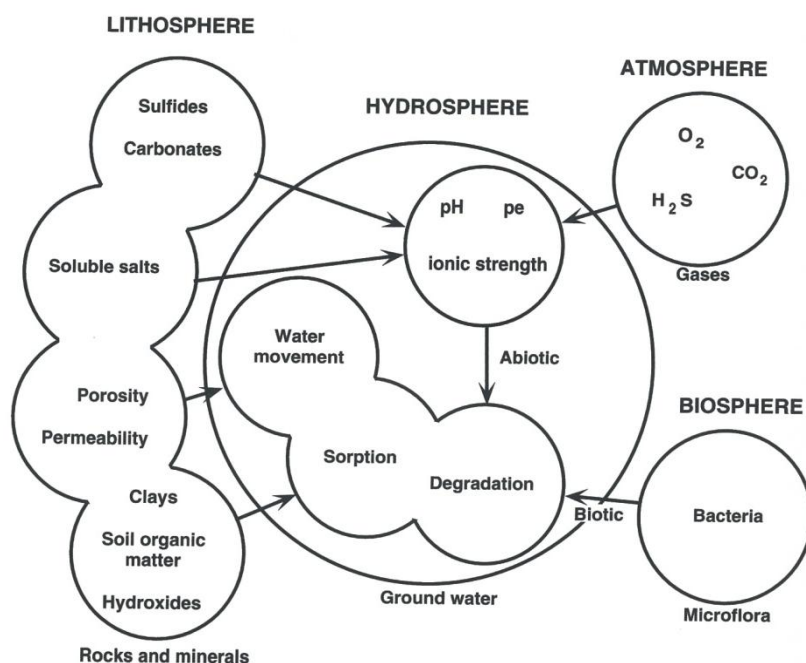 LITHOSPHERE
Sulfides
Carbonates
Soluble salts
Porosity
Permeability
Clays
Soil organic
matter
Hydroxides
Rocks and minerals
HYDROSPHERE
pH pe
ionic strength
Water
movement
Abiotic
Sorption
Degradation
Biotic
Ground water
ATMOSPHERE
O2
CO2
H2S
Gases
BIOSPHERE
Bacteria
Microflora